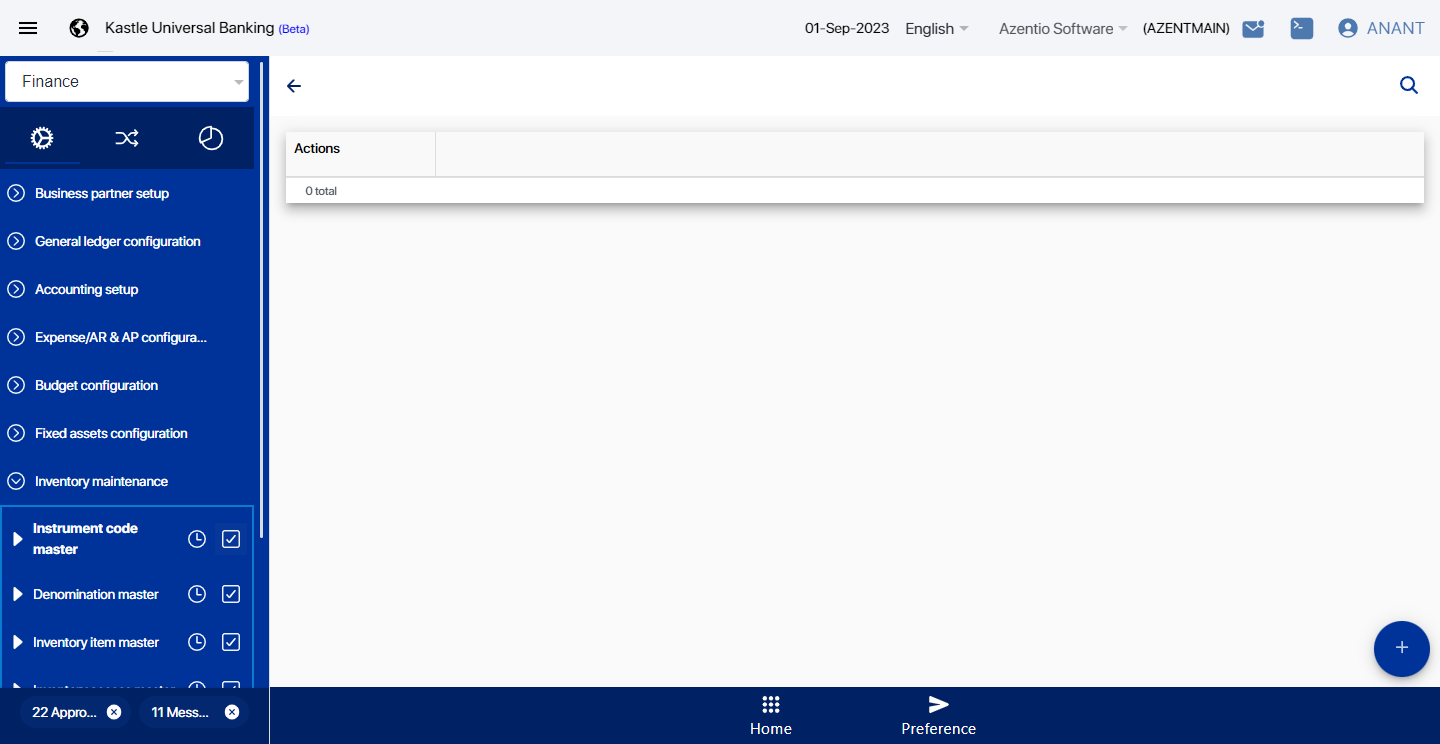 Kastle Universal Banking (Beta)
01-Sep-2023
English
Azentio Software
(AZENTMAIN)
ANANT
Finance
Business partner setup
General ledger configuration
Accounting setup
Expense/AR & AP configura...
Budget configuration
Fixed assets configuration
Inventory maintenance
Instrument code
master
Denomination master
Inventory item master
22 Appro...
11 Mess...
Actions
0 total
Home
Preference